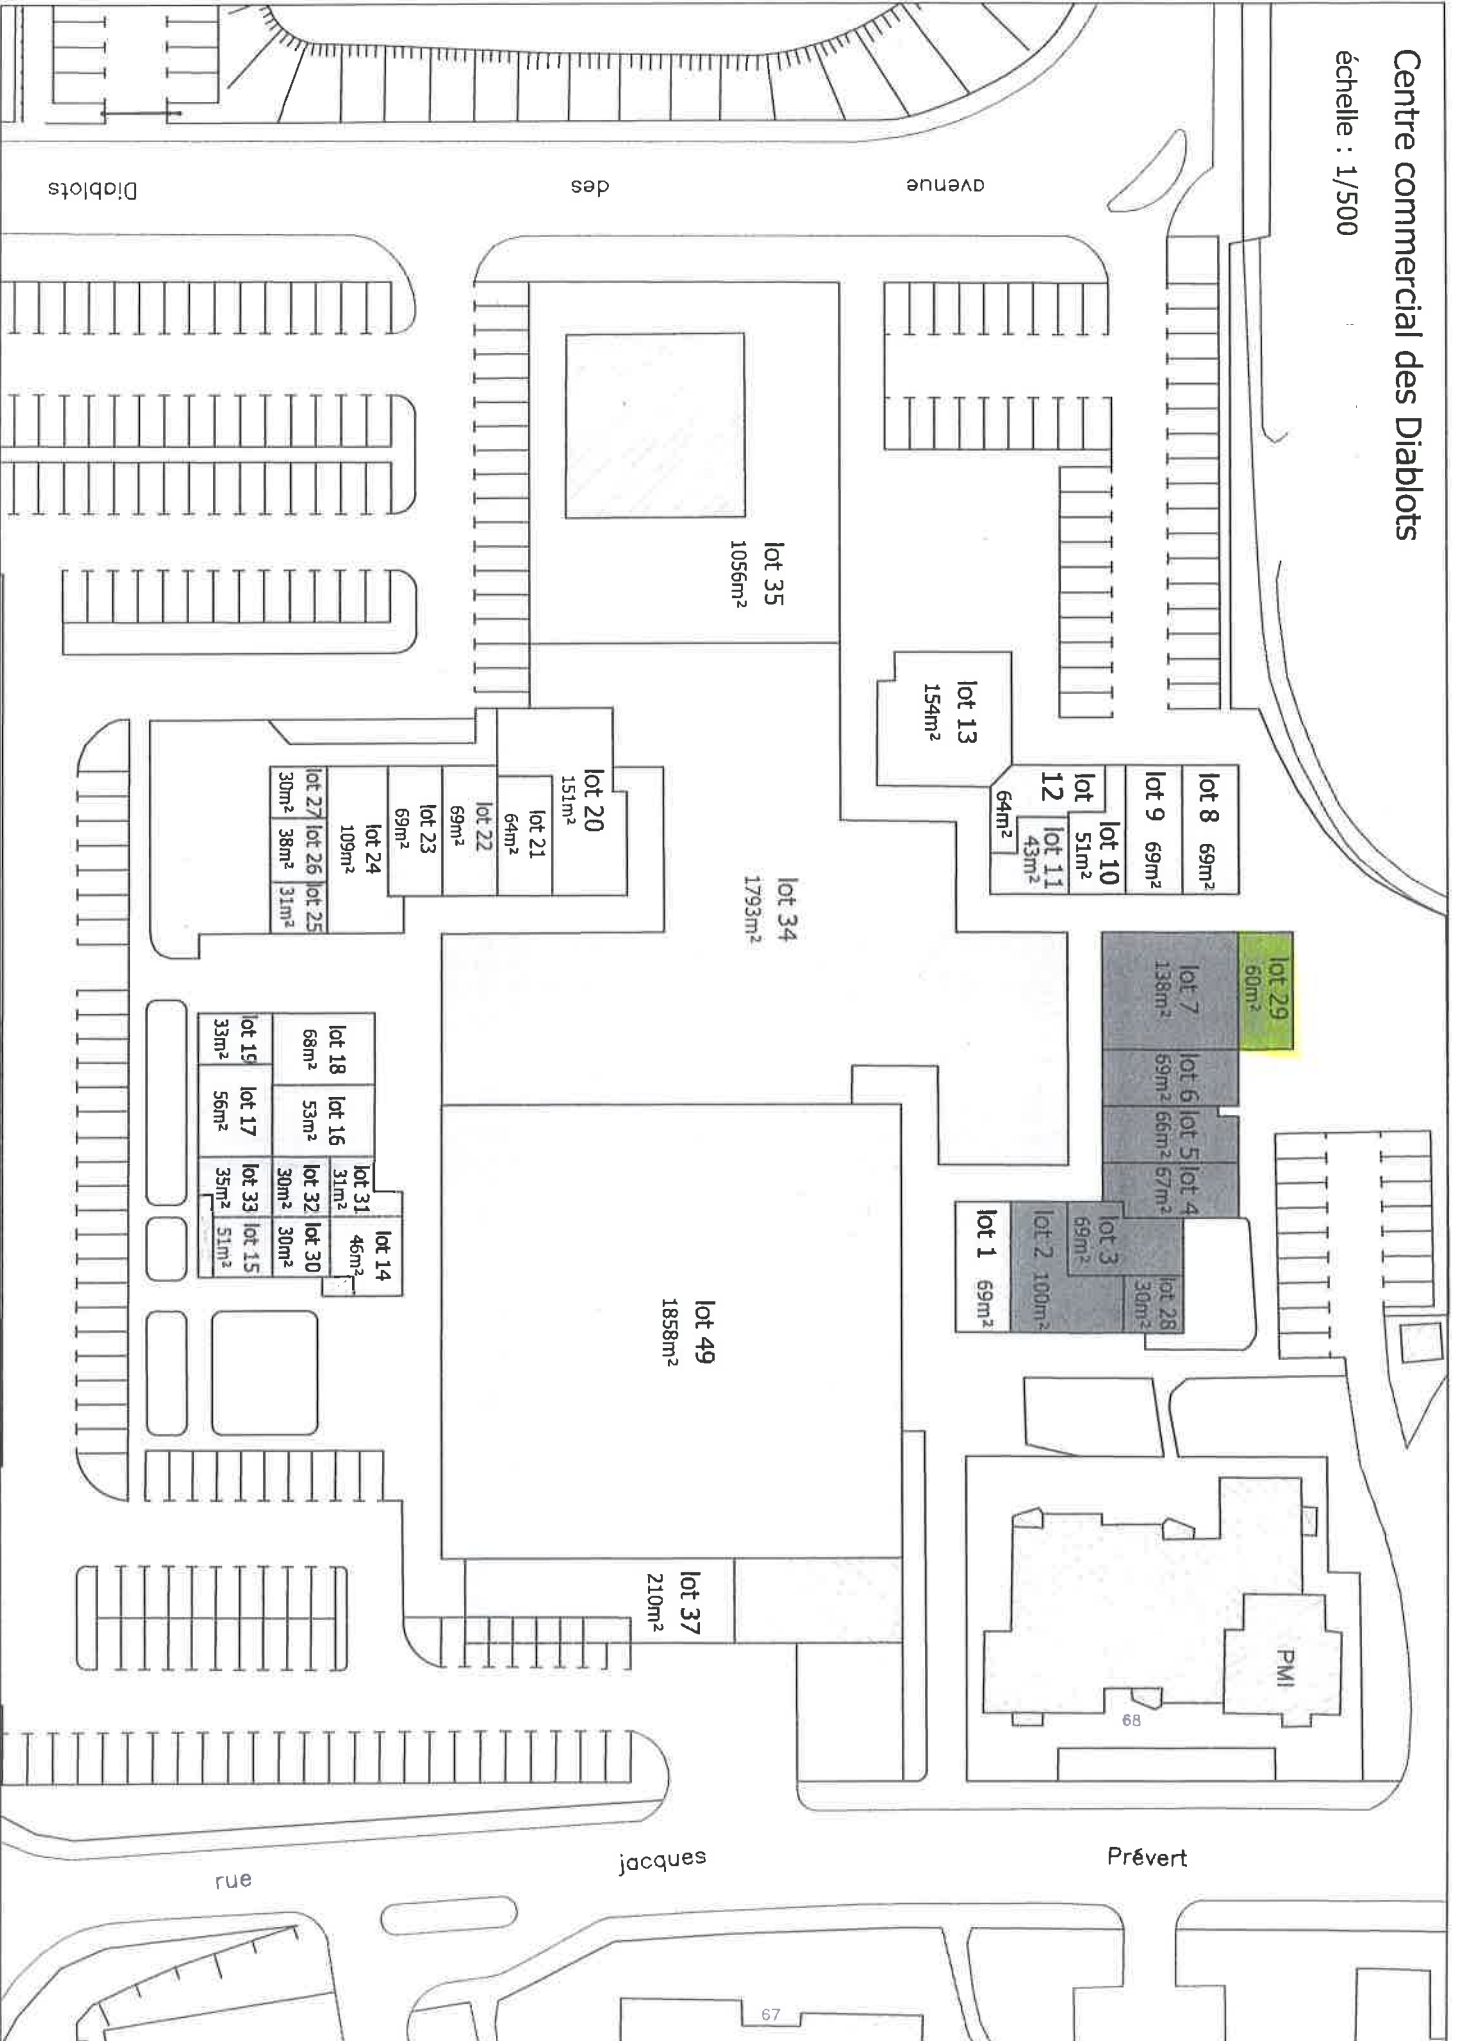 Centre commercial des Diablots
échelle : 1/500
avenue
des
Diablots
lot 35
1056m²
lot 13
154m²
lot 8 69m²
lot 9 69m²
lot 10
51m²
lot
12
64m²
lot 11
43m²
lot 29
60m²
lot 7
138m²
lot 6
69m²
lot 5
66m²
lot 4
67m²
lot 3
69m²
lot 28
30m²
lot 2 100m²
lot 1 69m²
lot 34
1793m²
lot 20
151m²
lot 21
64m²
lot 22
69m²
lot 23
69m²
lot 24
109m²
lot 27
30m²
lot 26
38m²
lot 25
31m²
lot 18
68m²
lot 16
53m²
lot 31
31m²
lot 14
46m²
lot 19
33m²
lot 17
56m²
lot 32
30m²
lot 30
30m²
lot 33
35m²
lot 15
51m²
lot 49
1858m²
lot 37
210m²
PMI
68
rue
jacques
Prévert
67